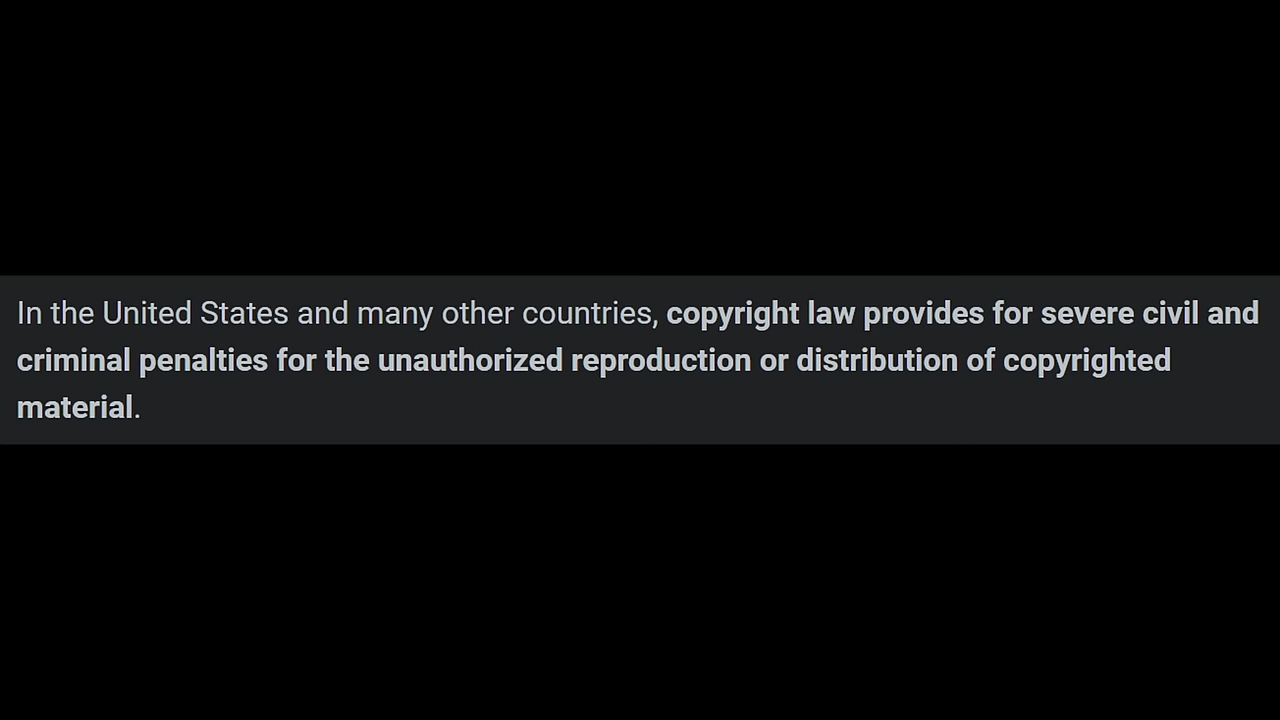 In the United States and many other countries, copyright law provides for severe civil and
criminal penalties for the unauthorized reproduction or distribution of copyrighted
material.